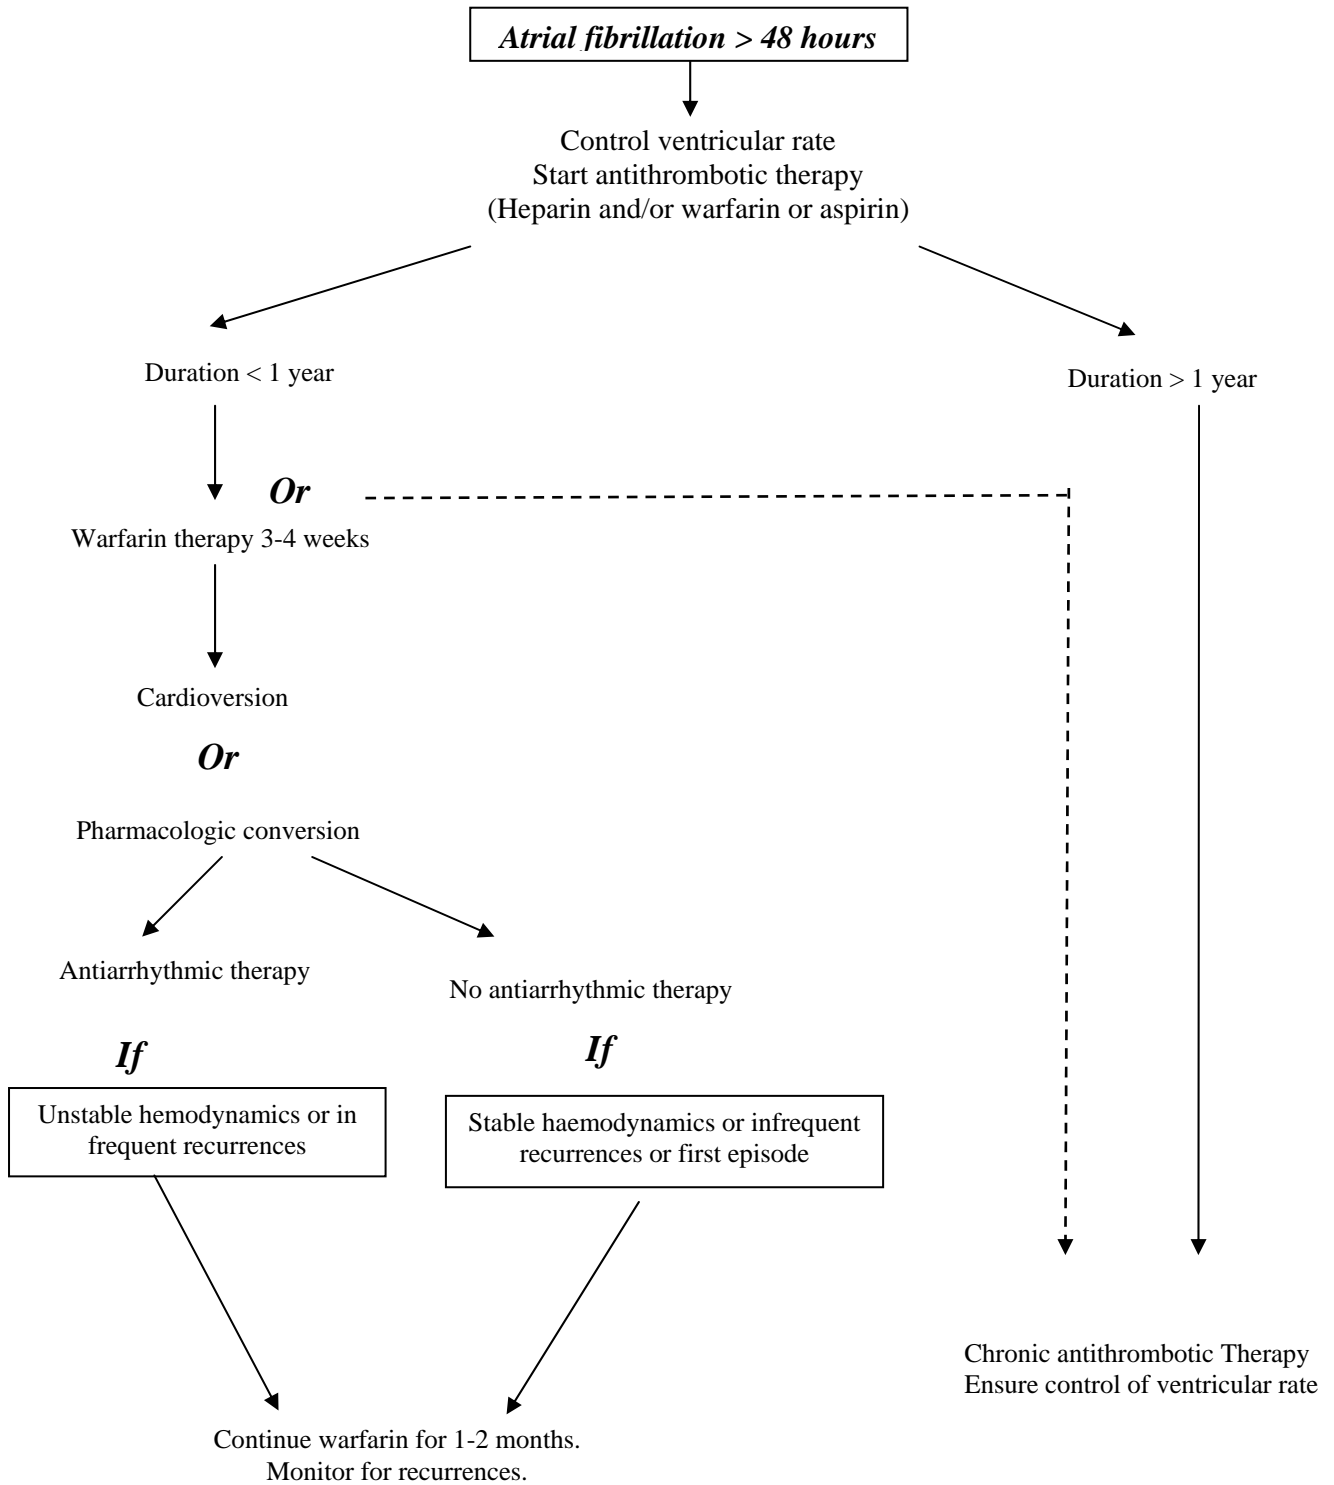 Atrial fibrillation > 48 hours
Control ventricular rate
Start antithrombotic therapy
(Heparin and/or warfarin or aspirin)
Duration < 1 year
Duration > 1 year
Or
Warfarin therapy 3-4 weeks
Cardioversion
Or
Pharmacologic conversion
Antiarrhythmic therapy
No antiarrhythmic therapy
If
If
Unstable hemodynamics or in
frequent recurrences
Stable haemodynamics or infrequent
recurrences or first episode
Chronic antithrombotic Therapy
Ensure control of ventricular rate
Continue warfarin for 1-2 months.
Monitor for recurrences.